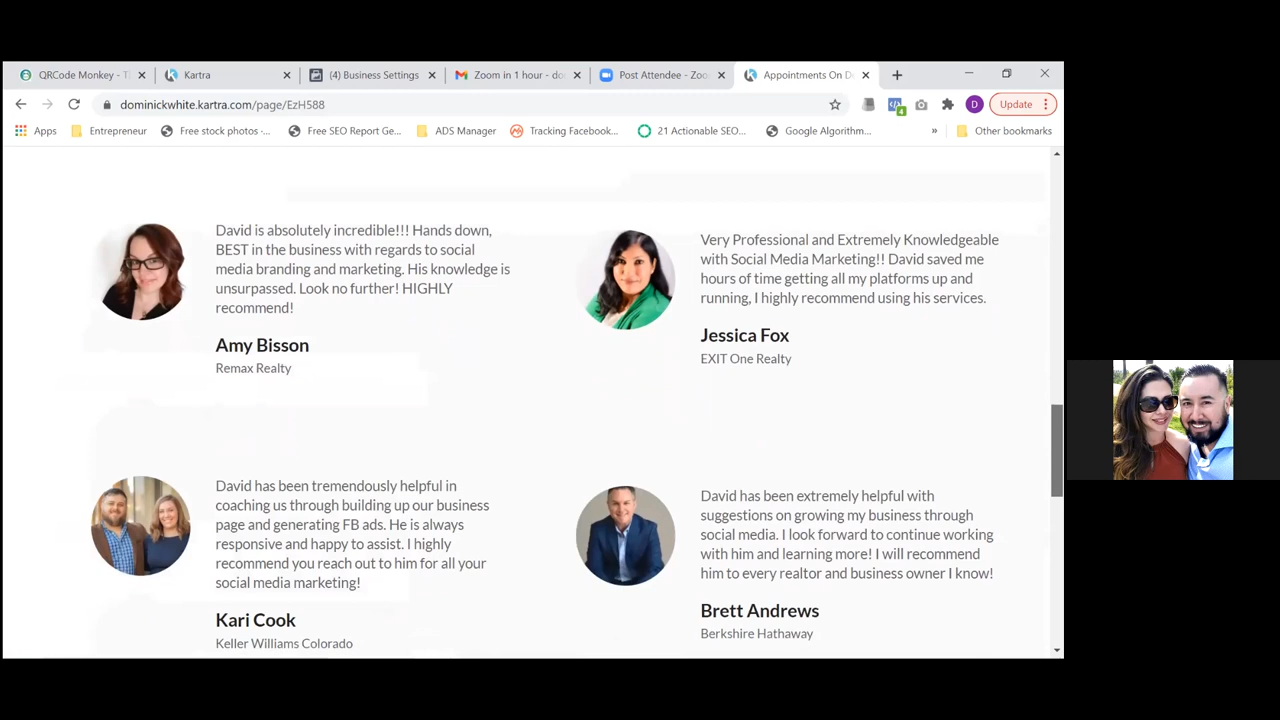 QRCode Monkey - T
Kartra
(4) Business Settings
Zoom in 1 hour - do
Post Attendee - Zoo
Appointments On D
dominickwhite.kartra.com/page/EzH588
4
D
Update
Apps
Entrepreneur
Free stock photos -...
Free SEO Report Ge...
ADS Manager
Tracking Facebook...
21 Actionable SEO...
Google Algorithm...
»
Other bookmarks
David is absolutely incredible!!! Hands down,
BEST in the business with regards to social
media branding and marketing. His knowledge is
unsurpassed. Look no further! HIGHLY
recommend!
Amy Bisson
Remax Realty
Very Professional and Extremely Knowledgeable
with Social Media Marketing!! David saved me
hours of time getting all my platforms up and
running, I highly recommend using his services.
Jessica Fox
EXIT One Realty
David has been tremendously helpful in
coaching us through building up our business
page and generating FB ads. He is always
responsive and happy to assist. I highly
recommend you reach out to him for all your
social media marketing!
Kari Cook
Keller Williams Colorado
David has been extremely helpful with
suggestions on growing my business through
social media. I look forward to continue working
with him and learning more! I will recommend
him to every realtor and business owner I know!
Brett Andrews
Berkshire Hathaway